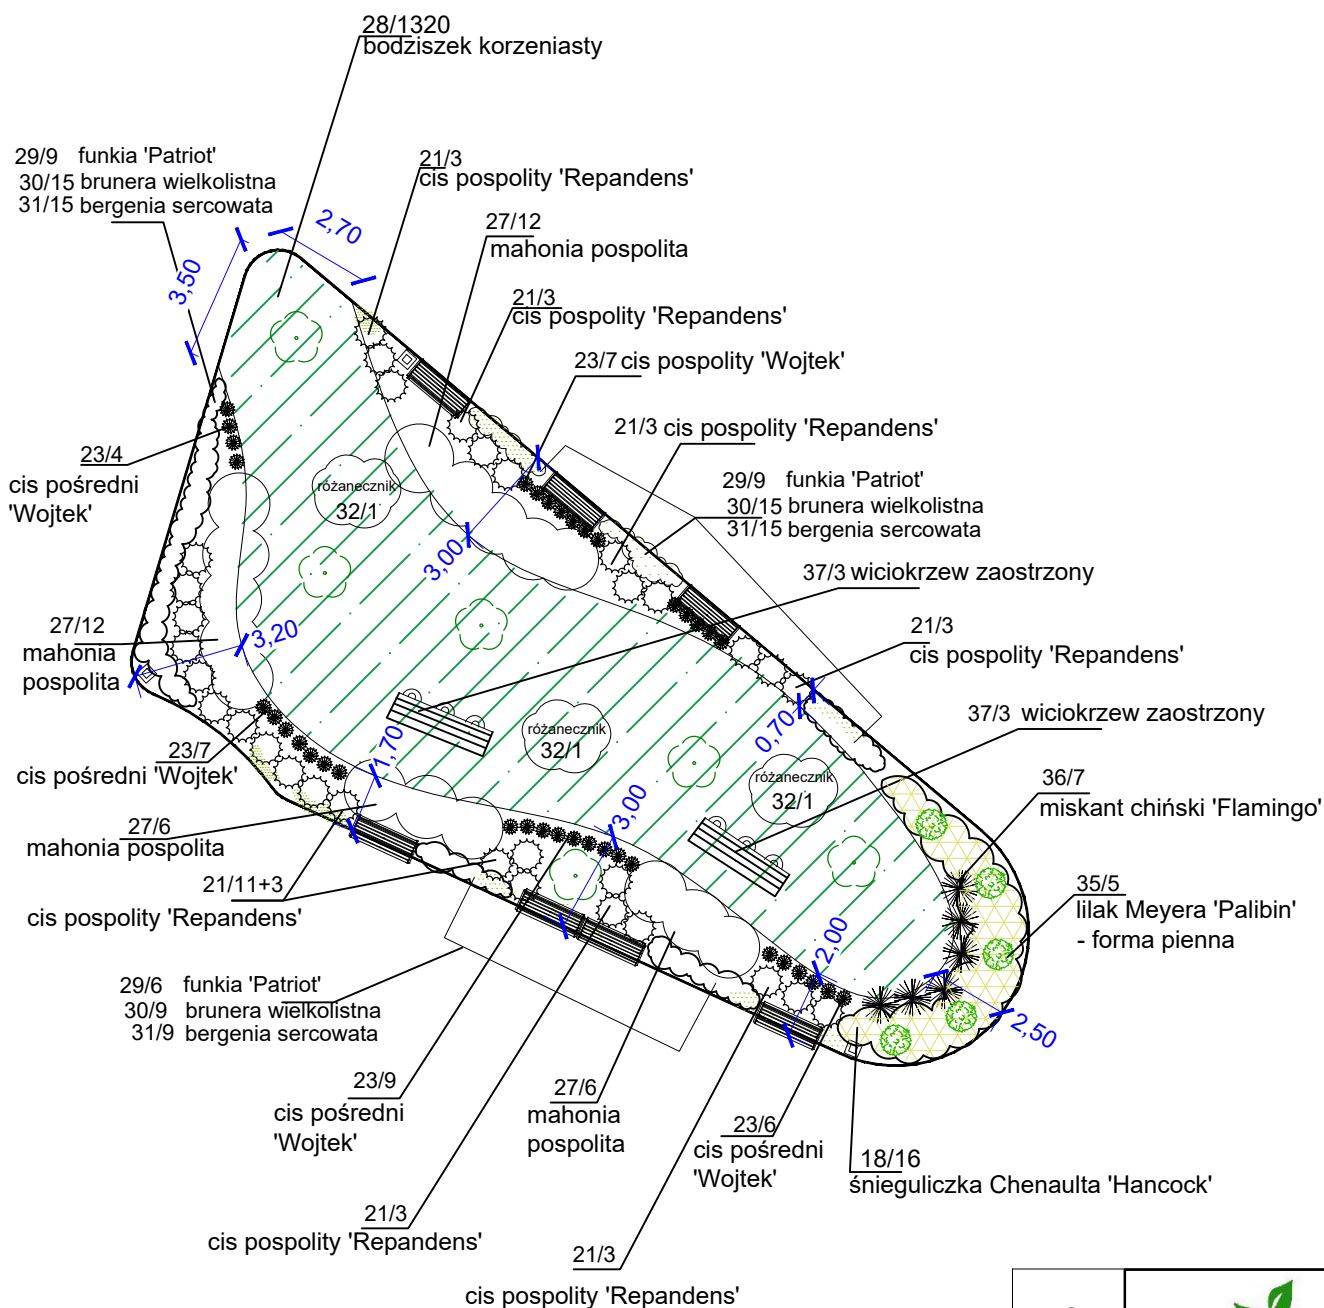 28/1320
bodziszek korzeniasty
29/9 funkia 'Patriot'
30/15 brunera wielkolistna
31/15 bergenia sercowata
21/3
cis pospolity 'Repandens'
2,70
3,50
27/12
mahonia pospolita
21/3
cis pospolity 'Repandens'
23/7 cis pospolity 'Wojtek'
21/3 cis pospolity 'Repandens'
23/4
cis pośredni
'Wojtek'
różanecznik
32/1
29/9 funkia 'Patriot'
30/15 brunera wielkolistna
31/15 bergenia sercowata
3,00
37/3 wiciokrzew zaostrzony
27/12
mahonia
pospolita
3,20
21/3
cis pospolity 'Repandens'
37/3 wiciokrzew zaostrzony
0,70
różanecznik
32/1
23/7
cis pośredni 'Wojtek'
1,70
różanecznik
32/1
36/7
miskant chiński 'Flamingo'
27/6
mahonia pospolita
3,00
21/11+3
cis pospolity 'Repandens'
35/5
lilak Meyera 'Palibin'
- forma pienna
2,00
29/6 funkia 'Patriot'
30/9 brunera wielkolistna
31/9 bergenia sercowata
2,50
23/9
cis pośredni
'Wojtek'
27/6
mahonia
pospolita
23/6
cis pośredni
'Wojtek'
18/16
śnieguliczka Chenaulta 'Hancock'
21/3
cis pospolity 'Repandens'
21/3
cis pospolity 'Repandens'